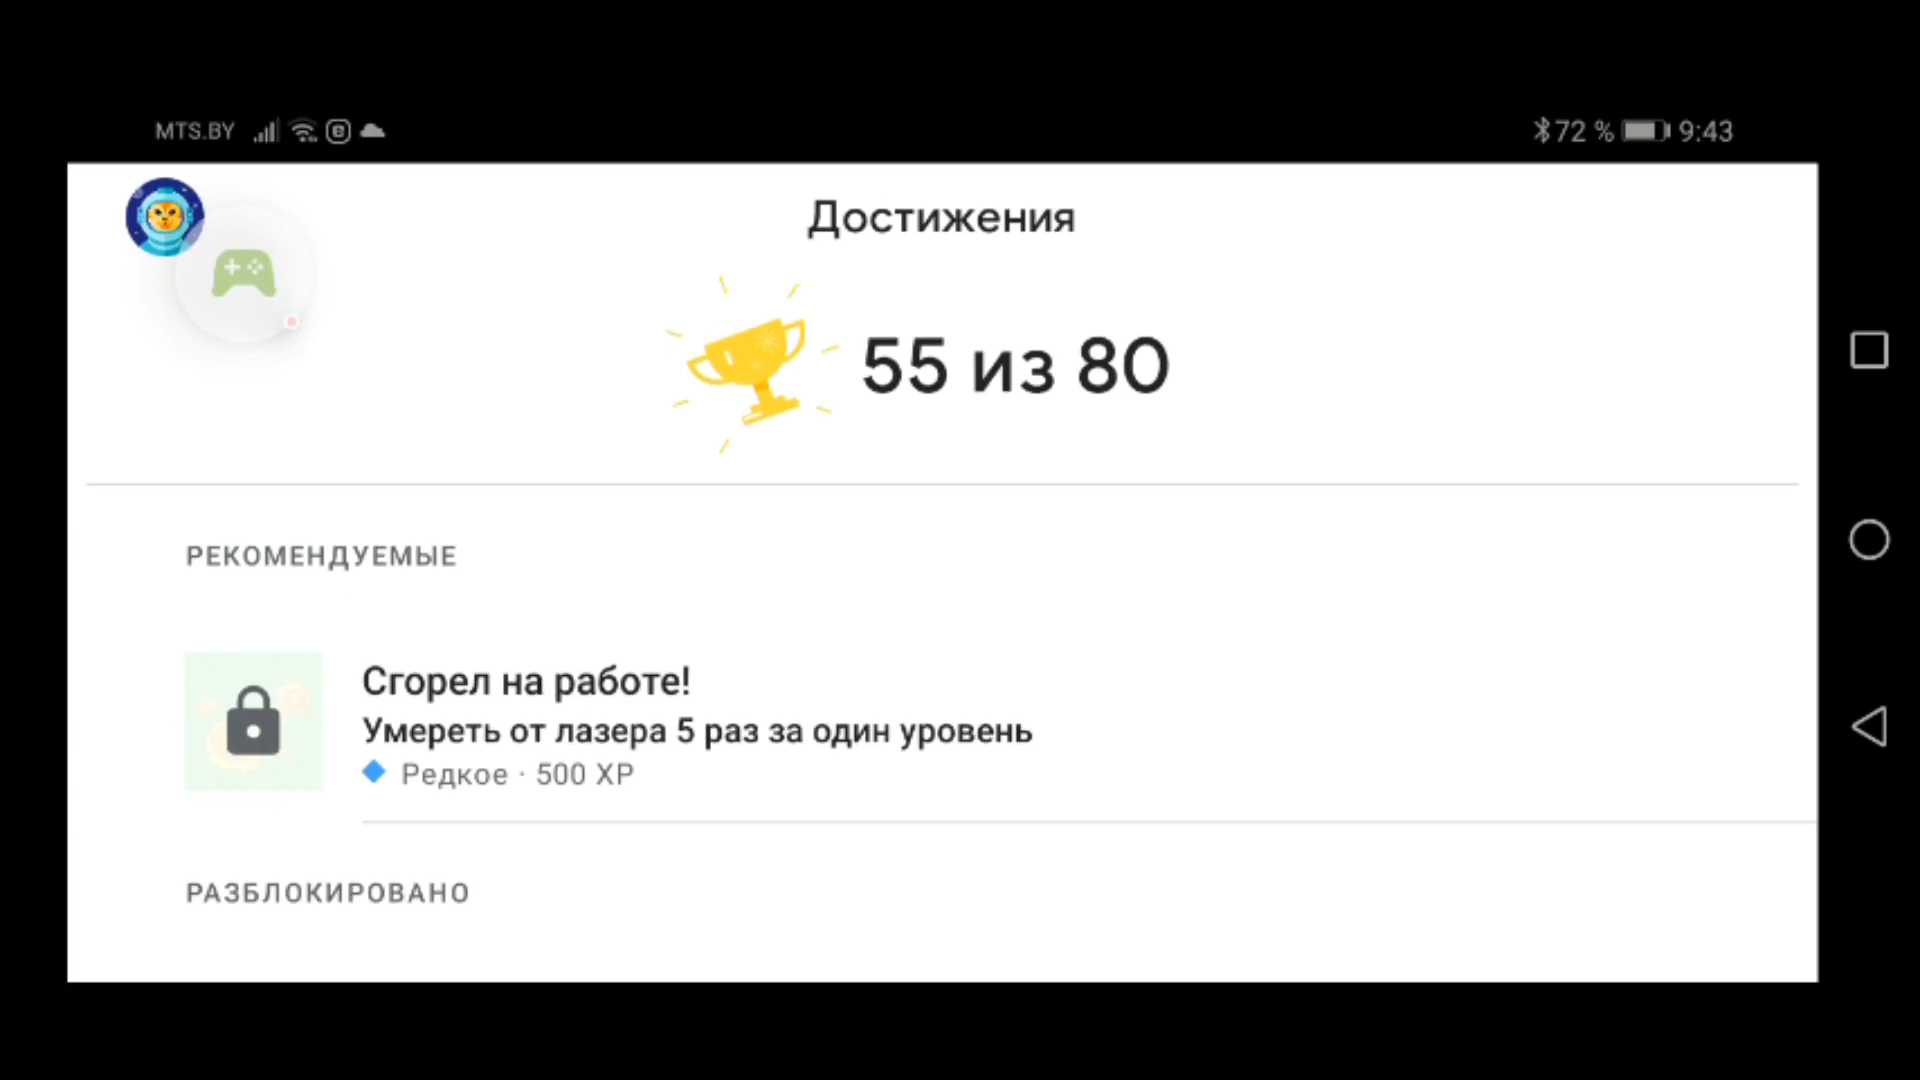 MTS.BY
72 % 9:43
Достижения
55 из 80
РЕКОМЕНДУЕМЫЕ
Сгорел на работе!
Умереть от лазера 5 раз за один уровень
Редкое · 500 XP
РАЗБЛОКИРОВАНО